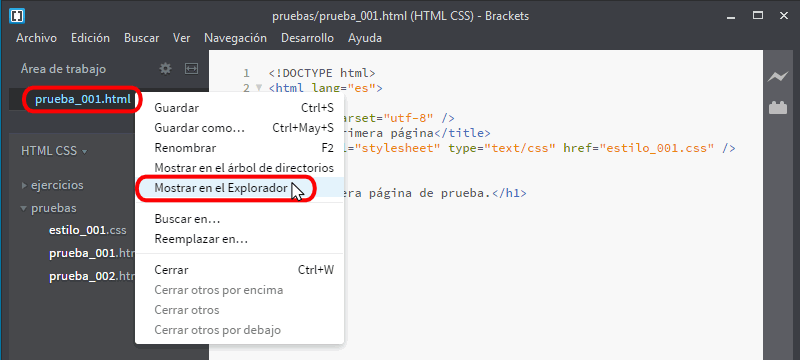 pruebas/prueba_001.html (HTML CSS) - Brackets
Archivo Edición Buscar Ver Navegación Desarrollo Ayuda
Área de trabajo
prueba_001.html
HTML CSS
ejercicios
pruebas
estilo_001.css
prueba_001.ht
prueba_002.ht
Guardar Ctrl+S
Guardar como... Ctrl+May+S
Renombrar F2
Mostrar en el árbol de directorios
Mostrar en el Explorador
Buscar en...
Reemplazar en...
Cerrar Ctrl+W
Cerrar otros por encima
Cerrar otros
Cerrar otros por debajo
1 <!DOCTYPE html>
2 <html lang="es">
arset="utf-8" />
rimera página</title>
="stylesheet" type="text/css" href="estilo_001.css" />
era página de prueba.</h1>